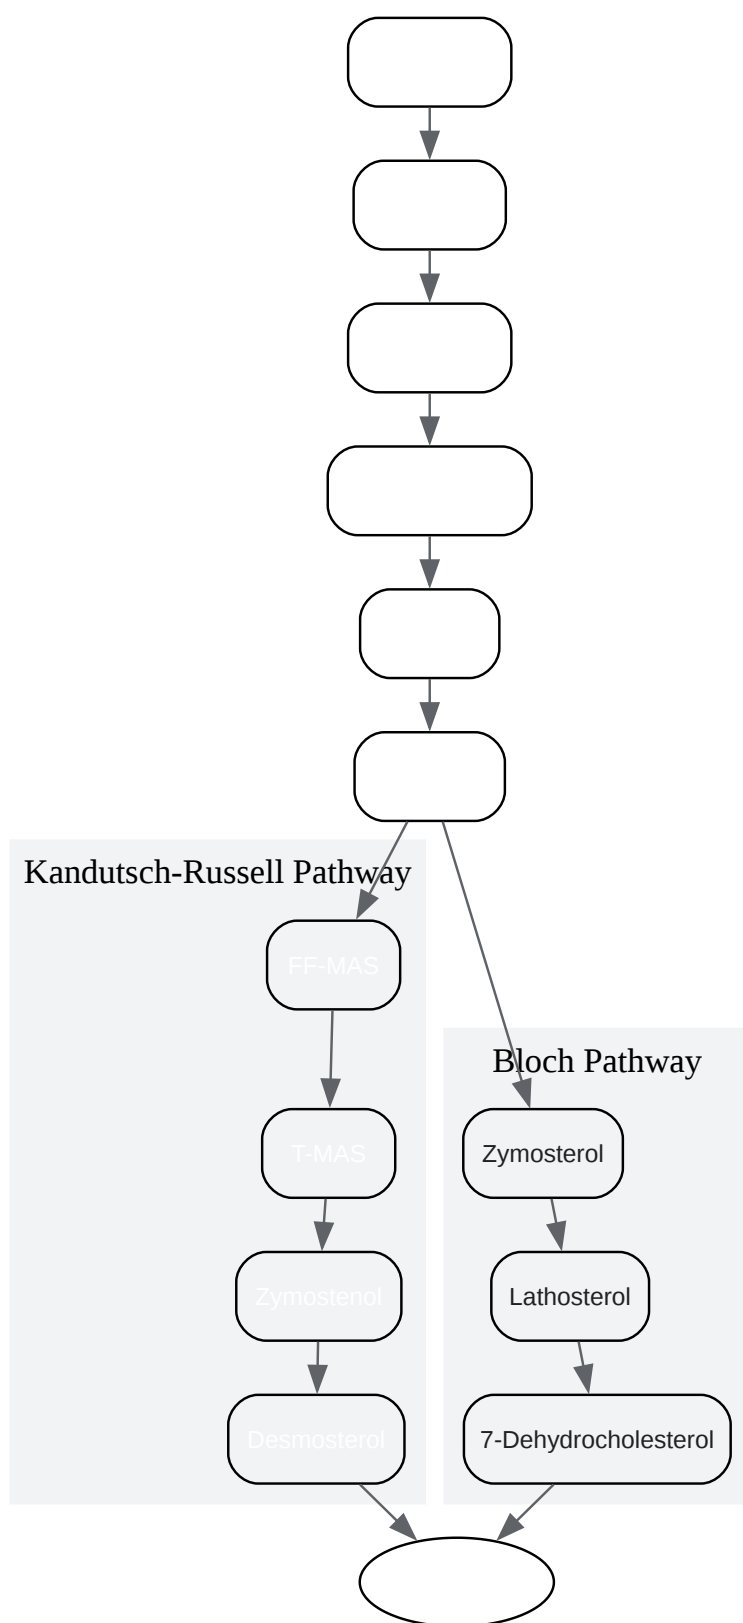 Kandutsch-Russell Pathway
FF-MAS
T-MAS
Zymostenol
Desmosterol
Bloch Pathway
Zymosterol
Lathosterol
7-Dehydrocholesterol